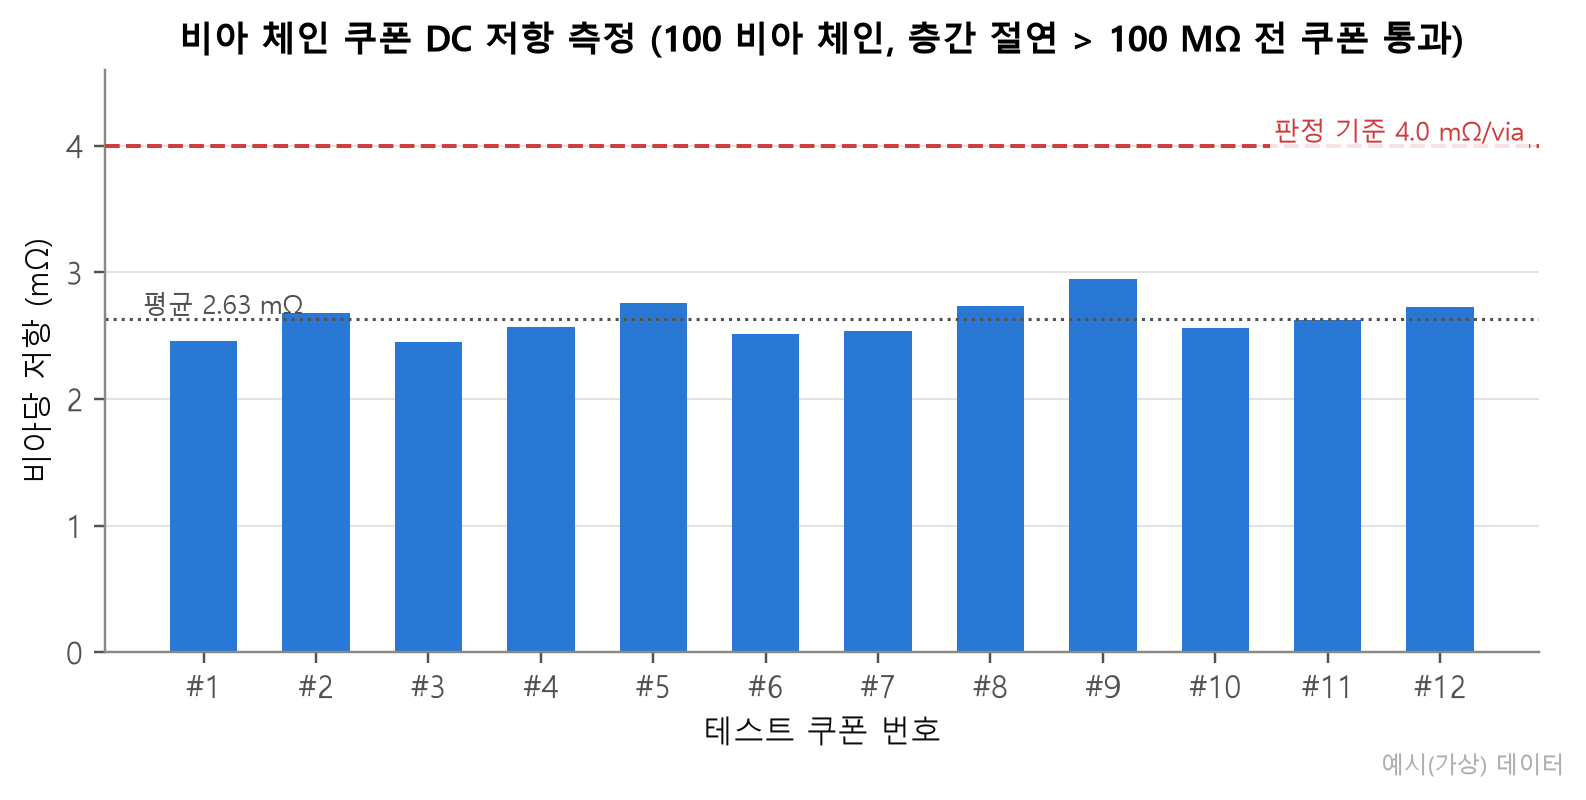 비아 체인 쿠폰 DC 저항 측정 (100 비아 체인, 층간 절연 > 100 MΩ 전 쿠폰 통과)
판정 기준 4.0 mΩ/via
평균 2.63 mΩ
비아당 저항 (mΩ)
4
3
2
1
0
#1 #2 #3 #4 #5 #6 #7 #8 #9 #10 #11 #12
테스트 쿠폰 번호
예시(가상) 데이터